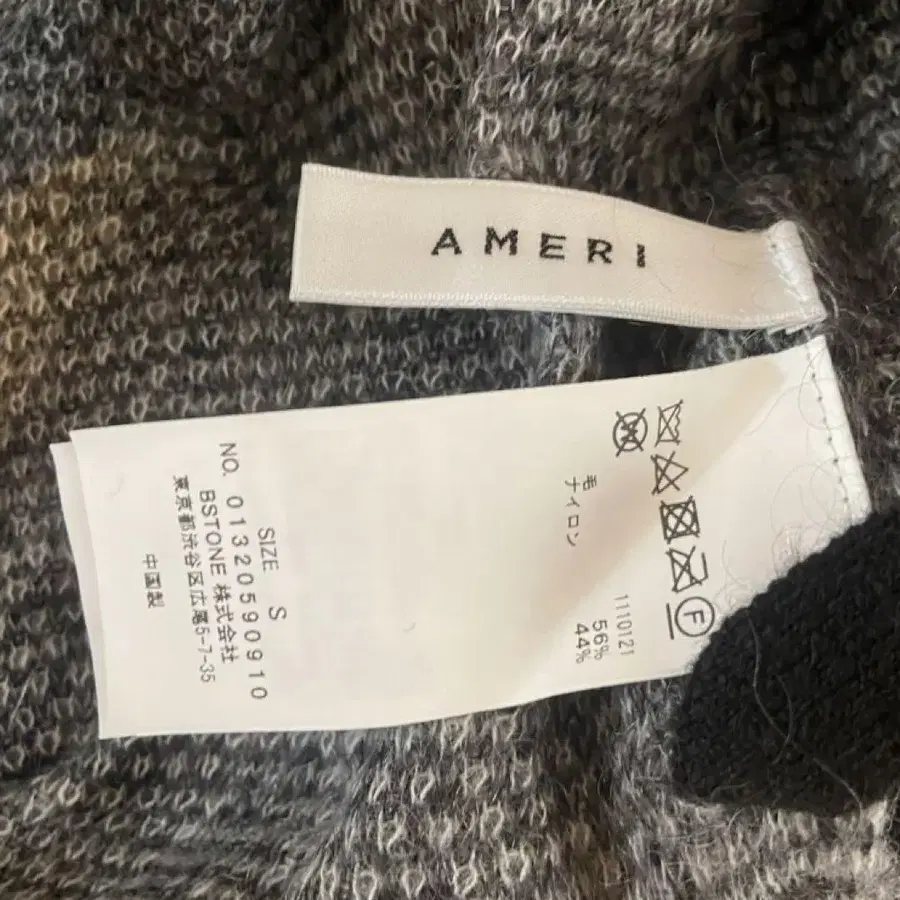 AMERI
1110121
毛 56%
ナイロン 44%
SIZE S
NO. 01320590910
BSTONE 株式会社
東京都渋谷区広尾5-7-35
中国製